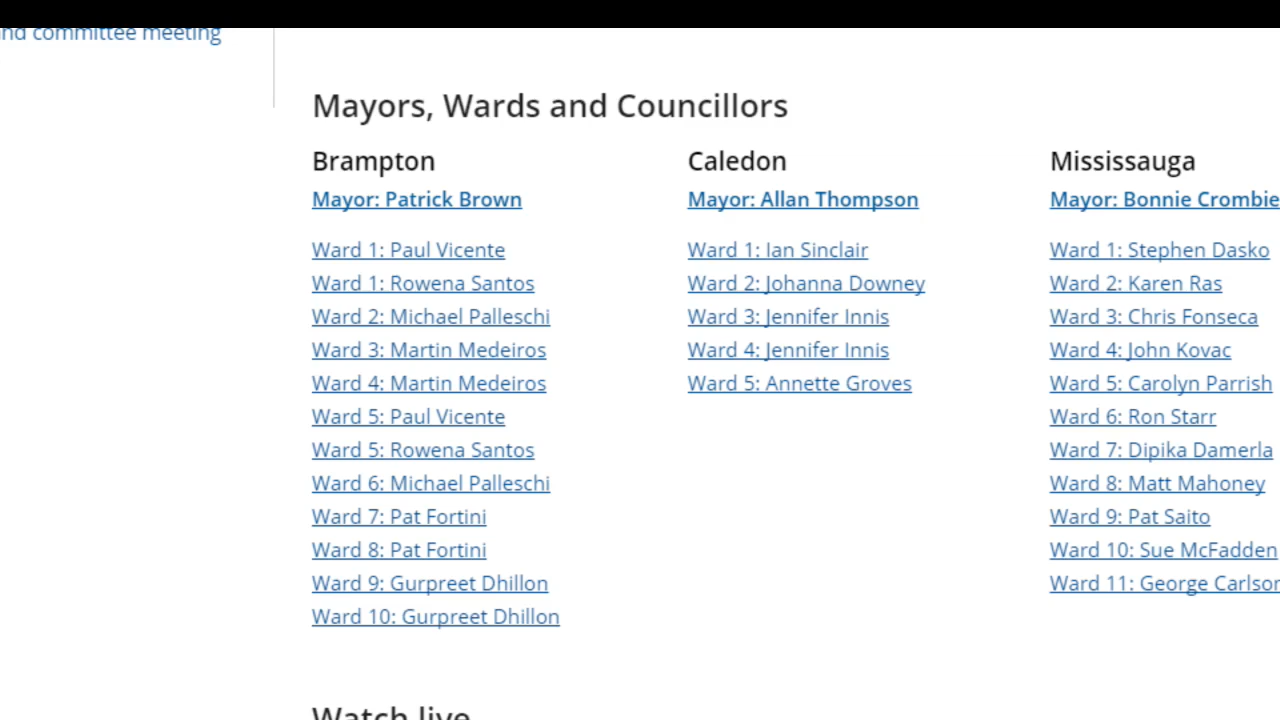 nd committee meeting
Mayors, Wards and Councillors
Brampton
Mayor: Patrick Brown
Ward 1: Paul Vicente
Ward 1: Rowena Santos
Ward 2: Michael Palleschi
Ward 3: Martin Medeiros
Ward 4: Martin Medeiros
Ward 5: Paul Vicente
Ward 5: Rowena Santos
Ward 6: Michael Palleschi
Ward 7: Pat Fortini
Ward 8: Pat Fortini
Ward 9: Gurpreet Dhillon
Ward 10: Gurpreet Dhillon
Caledon
Mayor: Allan Thompson
Ward 1: Ian Sinclair
Ward 2: Johanna Downey
Ward 3: Jennifer Innis
Ward 4: Jennifer Innis
Ward 5: Annette Groves
Mississauga
Mayor: Bonnie Crombie
Ward 1: Stephen Dasko
Ward 2: Karen Ras
Ward 3: Chris Fonseca
Ward 4: John Kovac
Ward 5: Carolyn Parrish
Ward 6: Ron Starr
Ward 7: Dipika Damerla
Ward 8: Matt Mahoney
Ward 9: Pat Saito
Ward 10: Sue McFadden
Ward 11: George Carlson
Watch live